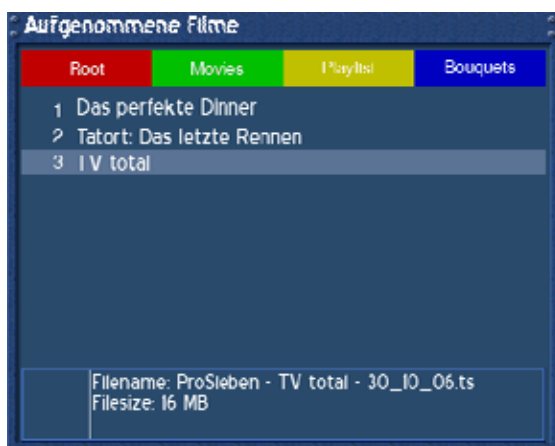 Aufgenommene Filme
Root Movies Playlist Bouquets
1 Das perfekte Dinner
2 Tatort: Das letzte Rennen
3 TV total
Filename: ProSieben - TV total - 30_10_06.ts
Filesize: 16 MB